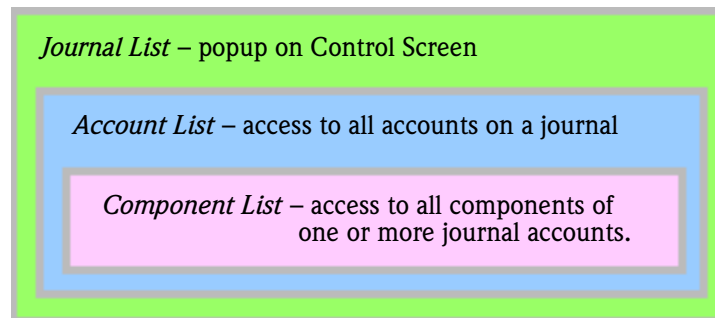 Journal List – popup on Control Screen
Account List – access to all accounts on a journal
Component List – access to all components of
one or more journal accounts.